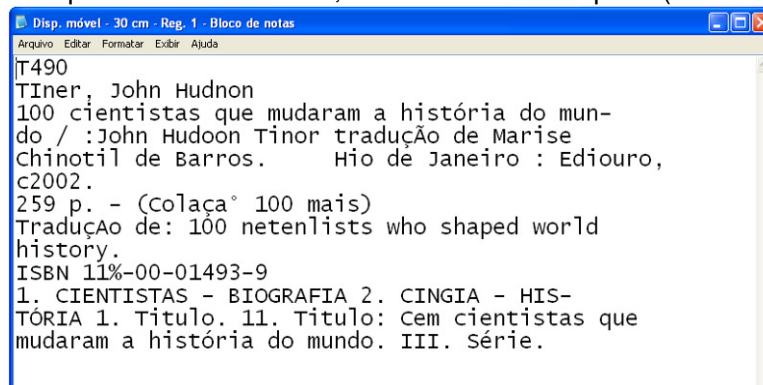 Disp. móvel - 30 cm - Reg. 1 - Bloco de notas
Arquivo Editar Formatar Exibir Ajuda
T490
TIner, John Hudnon
100 cientistas que mudaram a história do mun-
do / :John Hudoon Tinor traduçÃo de Marise
Chinotil de Barros. Hio de Janeiro : Ediouro,
c2002.
259 p. - (Colaça° 100 mais)
TraduçAo de: 100 netenlists who shaped world
history.
ISBN 11%-00-01493-9
1. CIENTISTAS - BIOGRAFIA 2. CINGIA - HIS-
TÓRIA 1. Titulo. 11. Titulo: Cem cientistas que
mudaram a história do mundo. III. Série.